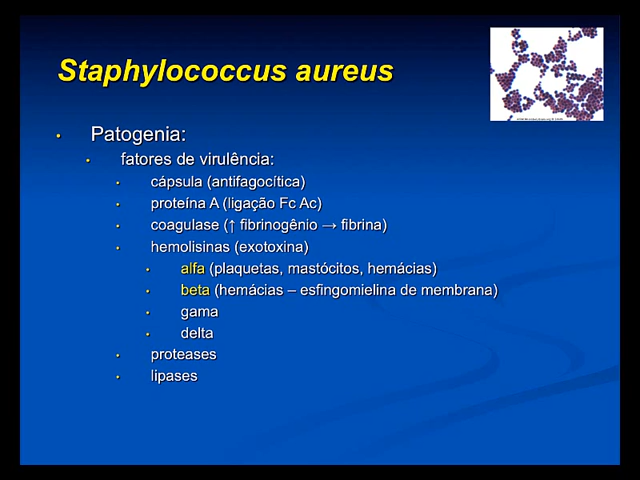 Staphylococcus aureus
• Patogenia:
• fatores de virulência:
• cápsula (antifagocítica)
• proteína A (ligação Fc Ac)
• coagulase (↑ fibrinogênio → fibrina)
• hemolisinas (exotoxina)
• alfa (plaquetas, mastócitos, hemácias)
• beta (hemácias – esfingomielina de membrana)
• gama
• delta
• proteases
• lipases